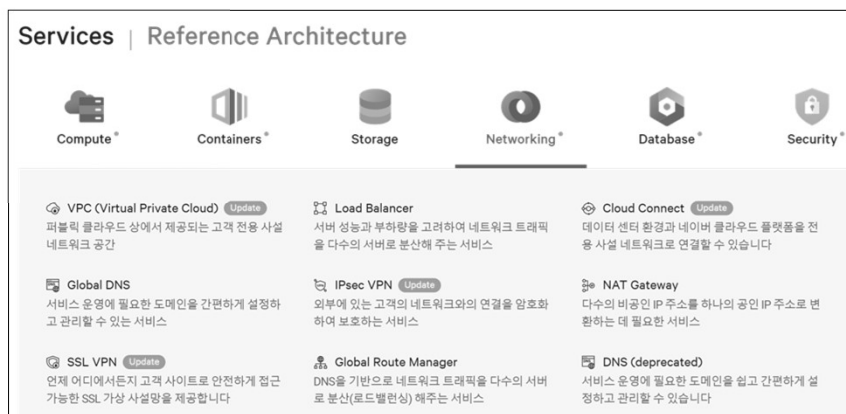 Services | Reference Architecture
Compute
Containers
Storage
Networking
Database
Security
VPC (Virtual Private Cloud) Update
퍼블릭 클라우드 상에서 제공되는 고객 전용 사설
네트워크 공간
Load Balancer
서버 성능과 부하량을 고려하여 네트워크 트래픽
을 다수의 서버로 분산해 주는 서비스
Cloud Connect Update
데이터 센터 환경과 네이버 클라우드 플랫폼을 전
용 사설 네트워크로 연결할 수 있습니다
Global DNS
서비스 운영에 필요한 도메인을 간편하게 설정하
고 관리할 수 있는 서비스
IPsec VPN Update
외부에 있는 고객의 네트워크와의 연결을 암호화
하여 보호하는 서비스
NAT Gateway
다수의 비공인 IP 주소를 하나의 공인 IP 주소로 변
환하는 데 필요한 서비스
SSL VPN Update
언제 어디에서든지 고객 사이트로 안전하게 접근
가능한 SSL 가상 사설망을 제공합니다
Global Route Manager
DNS을 기반으로 네트워크 트래픽을 다수의 서버
로 분산(로드밸런싱) 해주는 서비스
DNS (deprecated)
서비스 운영에 필요한 도메인을 쉽고 간편하게 설
정하고 관리할 수 있습니다